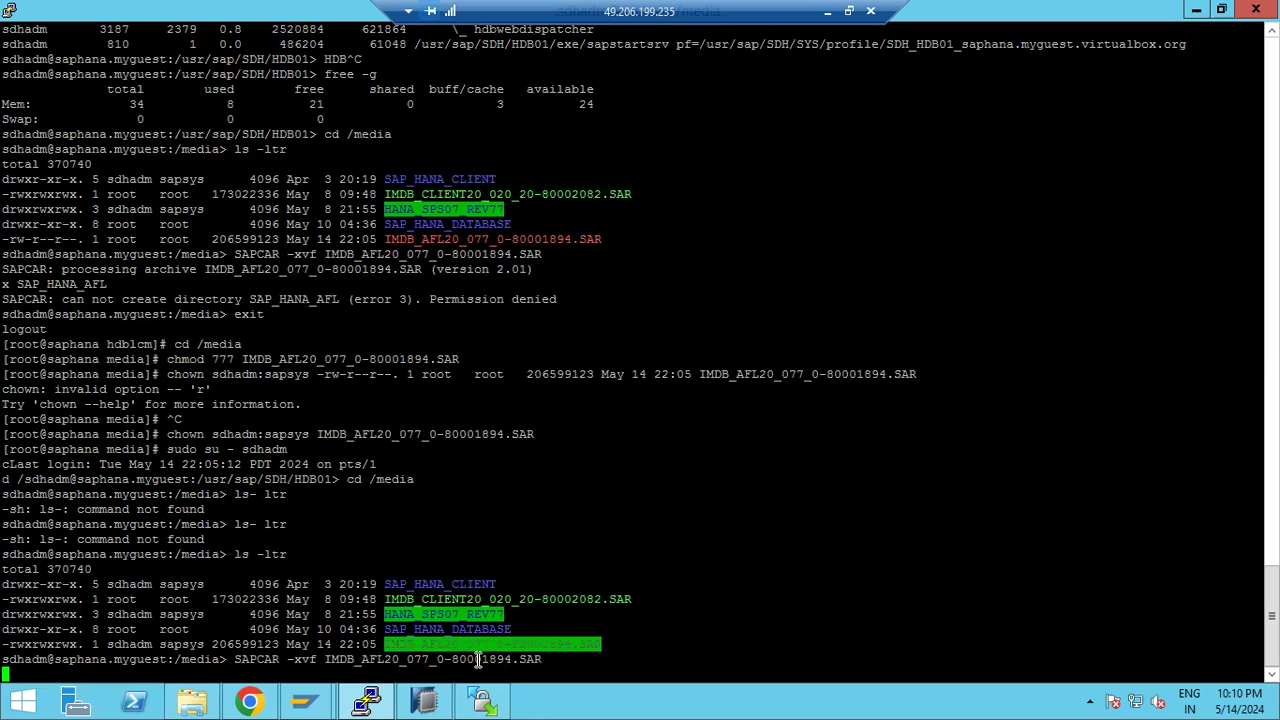 49.206.199.235
sdhadm 3187 2379 0.8 2520884 621864 \_ hdbwebdispatcher
sdhadm 810 1 0.0 486204 61048 /usr/sap/SDH/HDB01/exe/sapstartsrv pf=/usr/sap/SDH/SYS/profile/SDH_HDB01_saphana.myguest.virtualbox.org
sdhadm@saphana.myguest:/usr/sap/SDH/HDB01> HDB^C
sdhadm@saphana.myguest:/usr/sap/SDH/HDB01> free -g
total used free shared buff/cache available
Mem: 34 8 21 0 3 24
Swap: 0 0 0
sdhadm@saphana.myguest:/usr/sap/SDH/HDB01> cd /media
sdhadm@saphana.myguest:/media> ls -ltr
total 370740
drwxr-xr-x. 5 sdhadm sapsys 4096 Apr 3 20:19 SAP_HANA_CLIENT
-rwxrwxrwx. 1 root root 173022336 May 8 09:48 IMDB_CLIENT20_020_20-80002082.SAR
drwxrwxrwx. 3 sdhadm sapsys 4096 May 8 21:55 HANA_SPS07_REV77
drwxr-xr-x. 8 root root 4096 May 10 04:36 SAP_HANA_DATABASE
-rw-r--r--. 1 root root 206599123 May 14 22:05 IMDB_AFL20_077_0-80001894.SAR
sdhadm@saphana.myguest:/media> SAPCAR -xvf IMDB_AFL20_077_0-80001894.SAR
SAPCAR: processing archive IMDB_AFL20_077_0-80001894.SAR (version 2.01)
x SAP_HANA_AFL
SAPCAR: can not create directory SAP_HANA_AFL (error 3). Permission denied
sdhadm@saphana.myguest:/media> exit
logout
[root@saphana hdblcm]# cd /media
[root@saphana media]# chmod 777 IMDB_AFL20_077_0-80001894.SAR
[root@saphana media]# chown sdhadm:sapsys -rw-r--r--. 1 root root 206599123 May 14 22:05 IMDB_AFL20_077_0-80001894.SAR
chown: invalid option -- 'r'
Try 'chown --help' for more information.
[root@saphana media]# ^C
[root@saphana media]# chown sdhadm:sapsys IMDB_AFL20_077_0-80001894.SAR
[root@saphana media]# sudo su - sdhadm
cLast login: Tue May 14 22:05:12 PDT 2024 on pts/1
d /sdhadm@saphana.myguest:/usr/sap/SDH/HDB01> cd /media
sdhadm@saphana.myguest:/media> ls- ltr
-sh: ls-: command not found
sdhadm@saphana.myguest:/media> ls- ltr
-sh: ls-: command not found
sdhadm@saphana.myguest:/media> ls -ltr
total 370740
drwxr-xr-x. 5 sdhadm sapsys 4096 Apr 3 20:19 SAP_HANA_CLIENT
-rwxrwxrwx. 1 root root 173022336 May 8 09:48 IMDB_CLIENT20_020_20-80002082.SAR
drwxrwxrwx. 3 sdhadm sapsys 4096 May 8 21:55 HANA_SPS07_REV77
drwxr-xr-x. 8 root root 4096 May 10 04:36 SAP_HANA_DATABASE
-rwxrwxrwx. 1 sdhadm sapsys 206599123 May 14 22:05 IMDB_AFL20_077_0-80001894.SAR
sdhadm@saphana.myguest:/media> SAPCAR -xvf IMDB_AFL20_077_0-80001894.SAR
ENG
IN
10:10 PM
5/14/2024